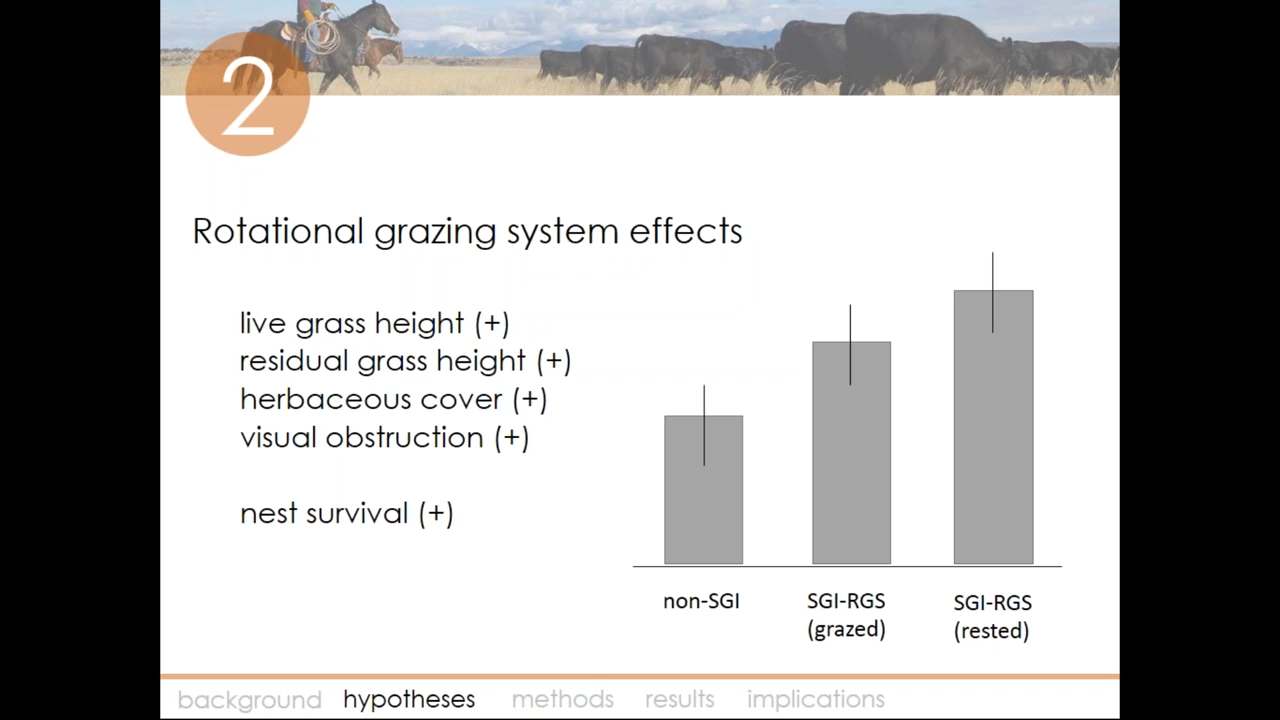 2
Rotational grazing system effects
live grass height (+)
residual grass height (+)
herbaceous cover (+)
visual obstruction (+)
nest survival (+)
non-SGI
SGI-RGS
(grazed)
SGI-RGS
(rested)
background hypotheses methods results implications